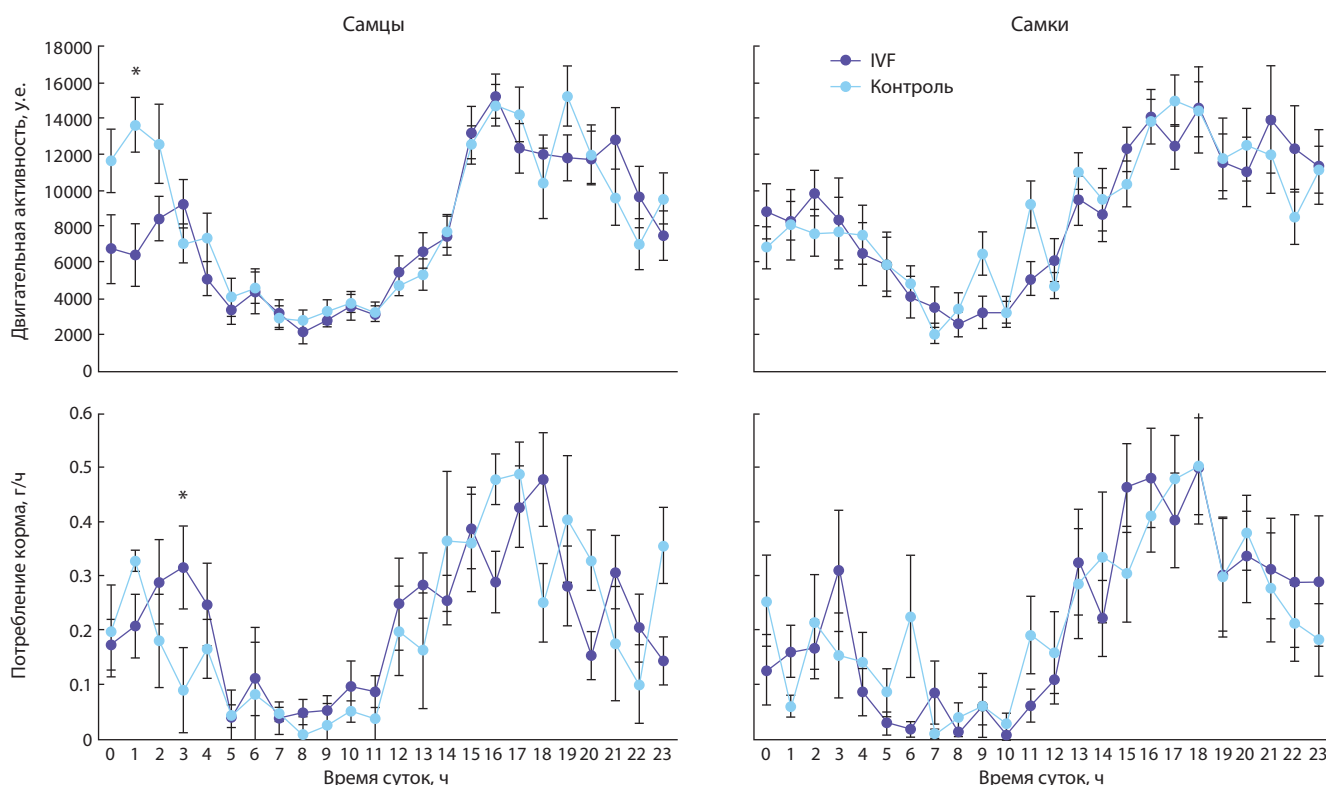 Самцы
Самки
Двигательная активность, у.е.
18000
16000
14000
12000
10000
8000
6000
4000
2000
0
*
IVF
Контроль
Потребление корма, г/ч
0.6
0.5
0.4
0.3
0.2
0.1
0
*
0 1 2 3 4 5 6 7 8 9 10 11 12 13 14 15 16 17 18 19 20 21 22 23
0 1 2 3 4 5 6 7 8 9 10 11 12 13 14 15 16 17 18 19 20 21 22 23
Время суток, ч
Время суток, ч